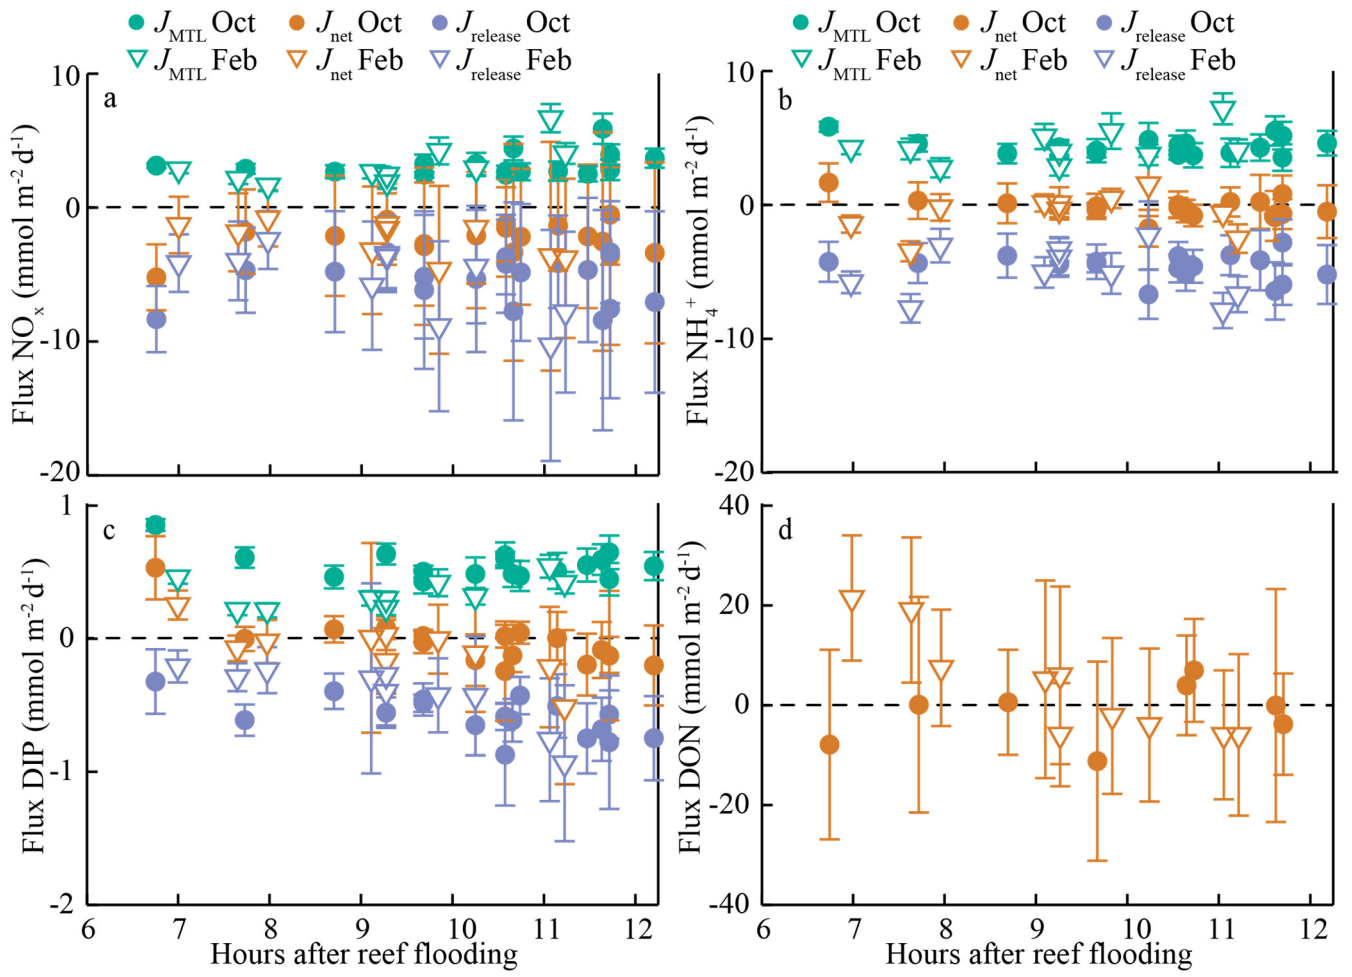 J_MTL Oct J_net Oct J_release Oct
J_MTL Feb J_net Feb J_release Feb
J_MTL Oct J_net Oct J_release Oct
J_MTL Feb J_net Feb J_release Feb
a
10
0
-10
-20
Flux NOₓ (mmol m⁻² d⁻¹)
b
10
0
-10
-20
Flux NH₄⁺ (mmol m⁻² d⁻¹)
c
1
0
-1
-2
Flux DIP (mmol m⁻² d⁻¹)
6 7 8 9 10 11 12
Hours after reef flooding
d
40
20
0
-20
-40
Flux DON (mmol m⁻² d⁻¹)
6 7 8 9 10 11 12
Hours after reef flooding